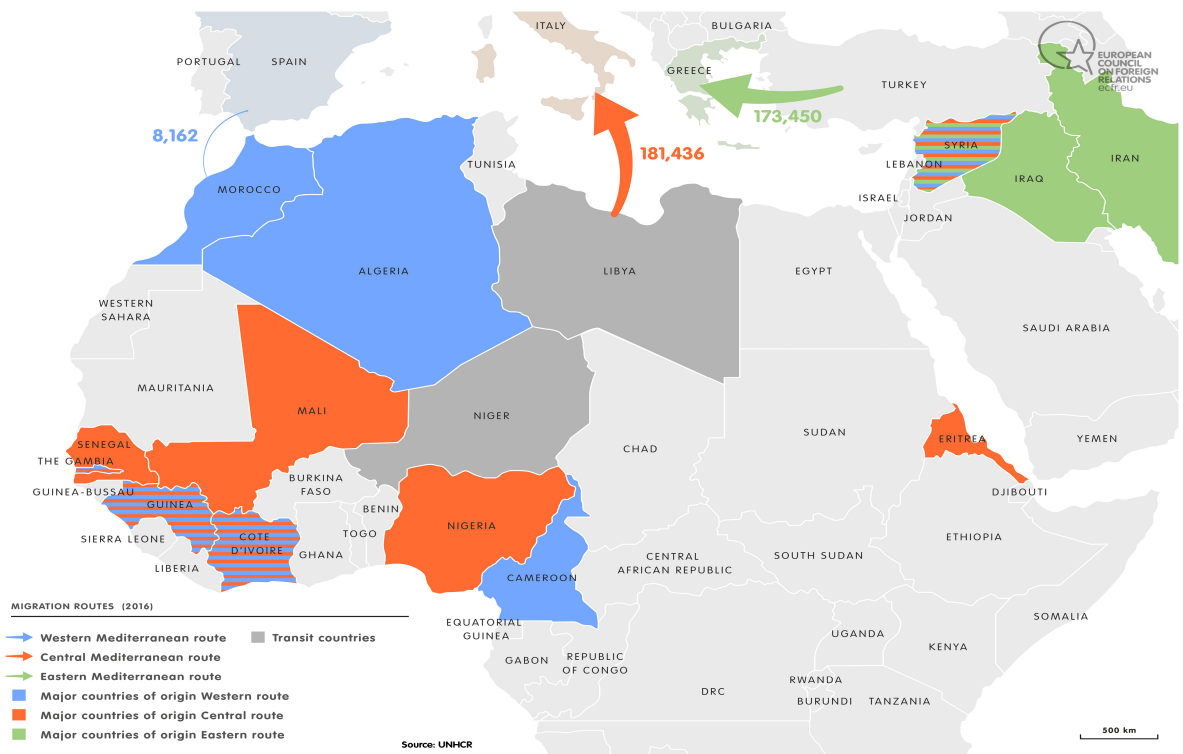 ITALY
BULGARIA
PORTUGAL
SPAIN
GREECE
TURKEY
EUROPEAN
COUNCIL
ON FOREIGN
RELATIONS
ecfr.eu
8,162
173,450
181,436
TUNISIA
SYRIA
LEBANON
IRAN
IRAQ
MOROCCO
ISRAEL
JORDAN
ALGERIA
LIBYA
EGYPT
WESTERN
SAHARA
SAUDI ARABIA
MAURITANIA
MALI
NIGER
CHAD
SUDAN
ERITREA
YEMEN
SENEGAL
THE GAMBIA
GUINEA-BUSSAU
GUINEA
BURKINA
FASO
BENIN
DJIBOUTI
SIERRA LEONE
COTE
D'IVOIRE
GHANA
TOGO
NIGERIA
LIBERIA
CENTRAL
AFRICAN REPUBLIC
SOUTH SUDAN
ETHIOPIA
CAMEROON
SOMALIA
EQUATORIAL
GUINEA
GABON
REPUBLIC
OF CONGO
UGANDA
KENYA
DRC
RWANDA
BURUNDI
TANZANIA
MIGRATION ROUTES (2016)
Western Mediterranean route
Transit countries
Central Mediterranean route
Eastern Mediterranean route
Major countries of origin Western route
Major countries of origin Central route
Major countries of origin Eastern route
Source: UNHCR
500 km